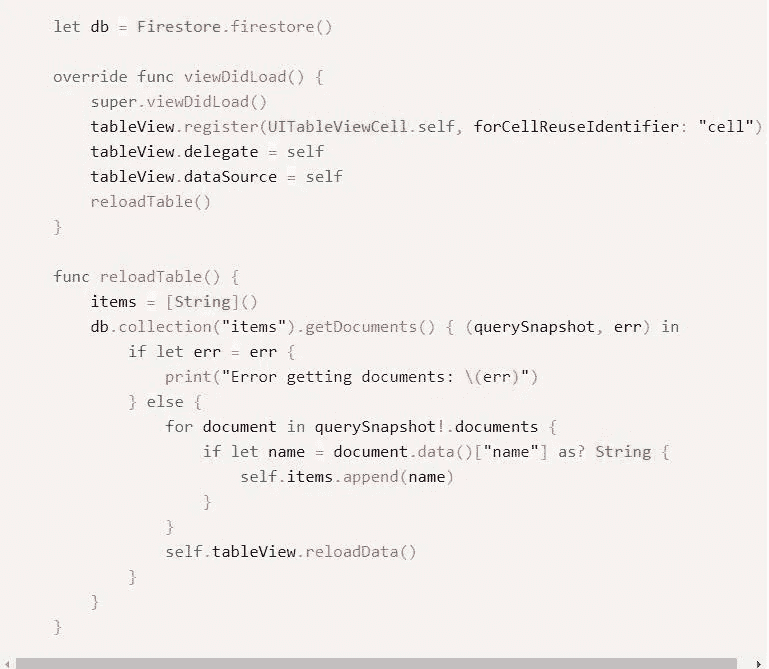 let db = Firestore.firestore()
override func viewDidLoad() {
super.viewDidLoad()
tableView.register(UITableViewCell.self, forCellReuseIdentifier: "cell")
tableView.delegate = self
tableView.dataSource = self
reloadTable()
}
func reloadTable() {
items = [String]()
db.collection("items").getDocuments() { (querySnapshot, err) in
if let err = err {
print("Error getting documents: \(err)")
} else {
for document in querySnapshot!.documents {
if let name = document.data()["name"] as? String {
self.items.append(name)
}
}
self.tableView.reloadData()
}
}
}